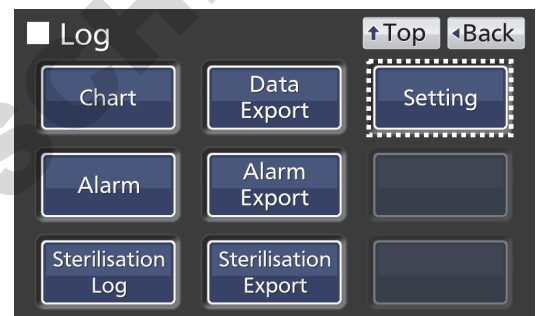 Log
↑Top
◂Back
Chart
Data
Export
Setting
Alarm
Alarm
Export
Sterilisation
Log
Sterilisation
Export